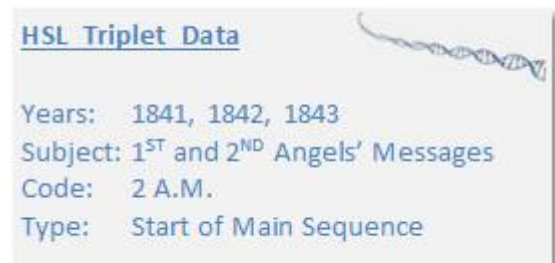 HSL Triplet Data
Years: 1841, 1842, 1843
Subject: 1ST and 2ND Angels' Messages
Code: 2 A.M.
Type: Start of Main Sequence